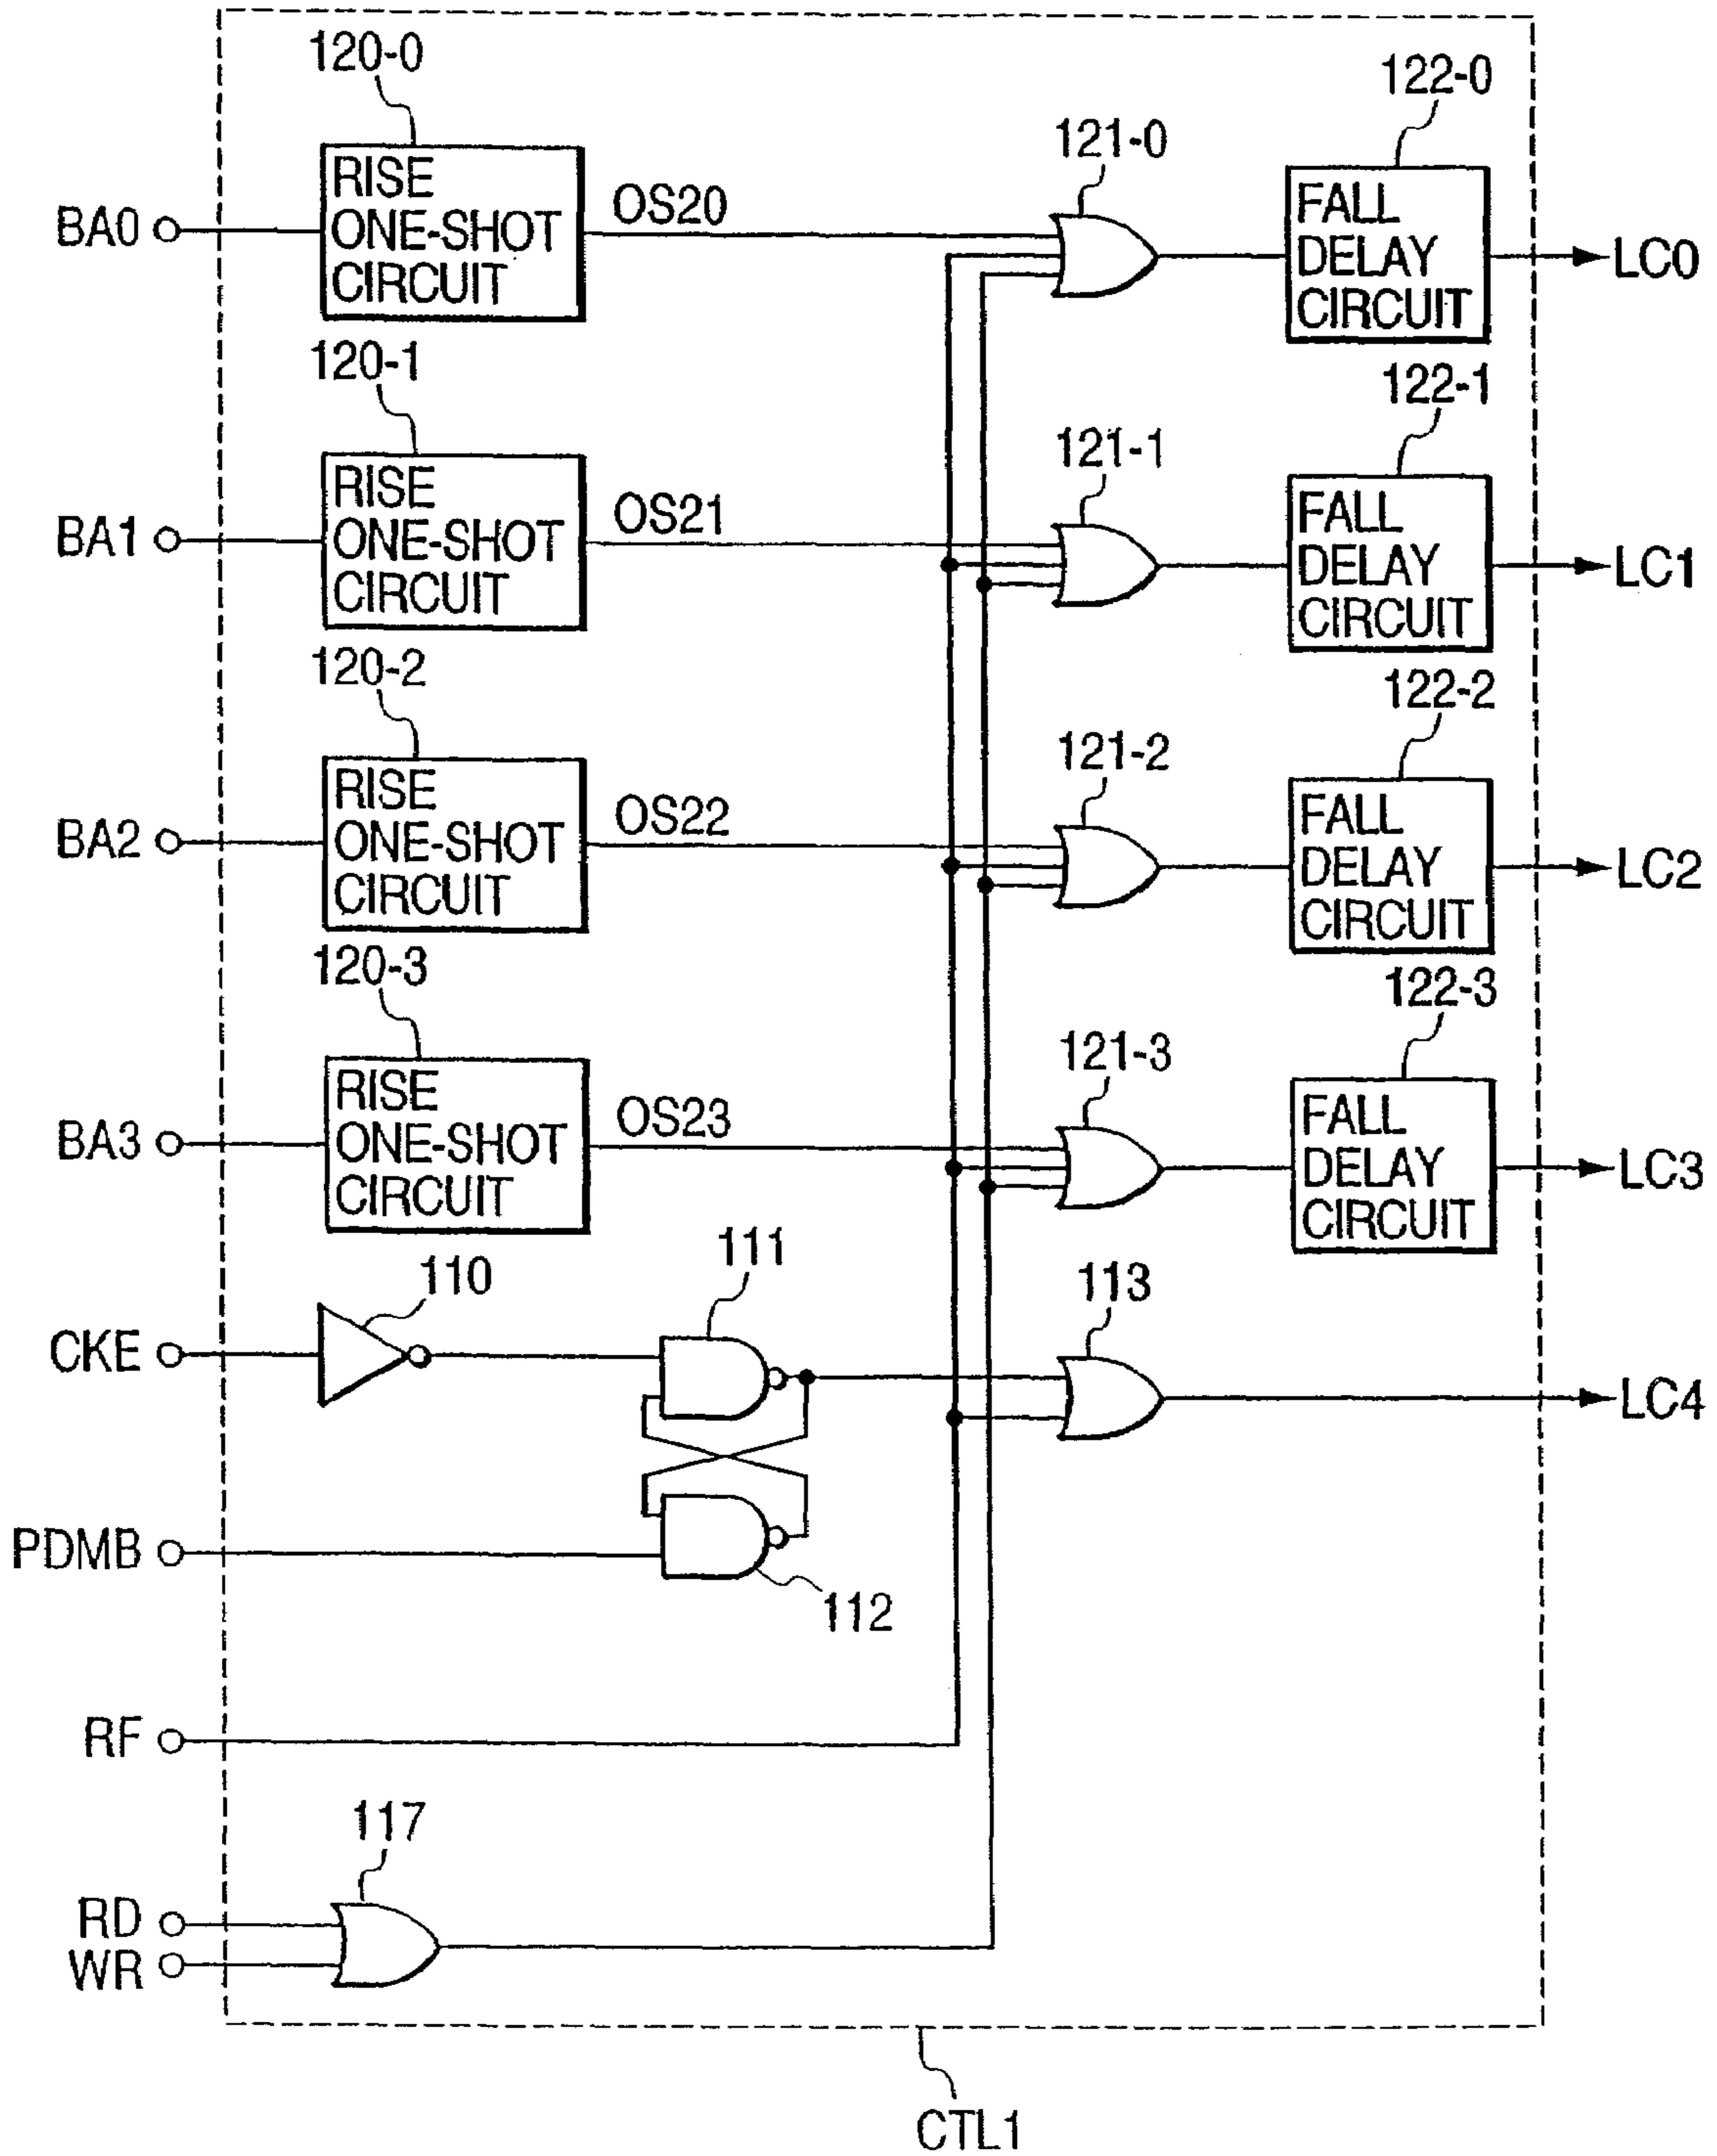 120-0
122-0
121-0
BA0
RISE
ONE-SHOT
CIRCUIT
OS20
FALL
DELAY
CIRCUIT
LC0
120-1
122-1
121-1
BA1
RISE
ONE-SHOT
CIRCUIT
OS21
FALL
DELAY
CIRCUIT
LC1
120-2
122-2
121-2
BA2
RISE
ONE-SHOT
CIRCUIT
OS22
FALL
DELAY
CIRCUIT
LC2
120-3
122-3
121-3
BA3
RISE
ONE-SHOT
CIRCUIT
OS23
FALL
DELAY
CIRCUIT
LC3
110
111
113
CKE
LC4
PDMB
112
RF
117
RD
WR
CTL1